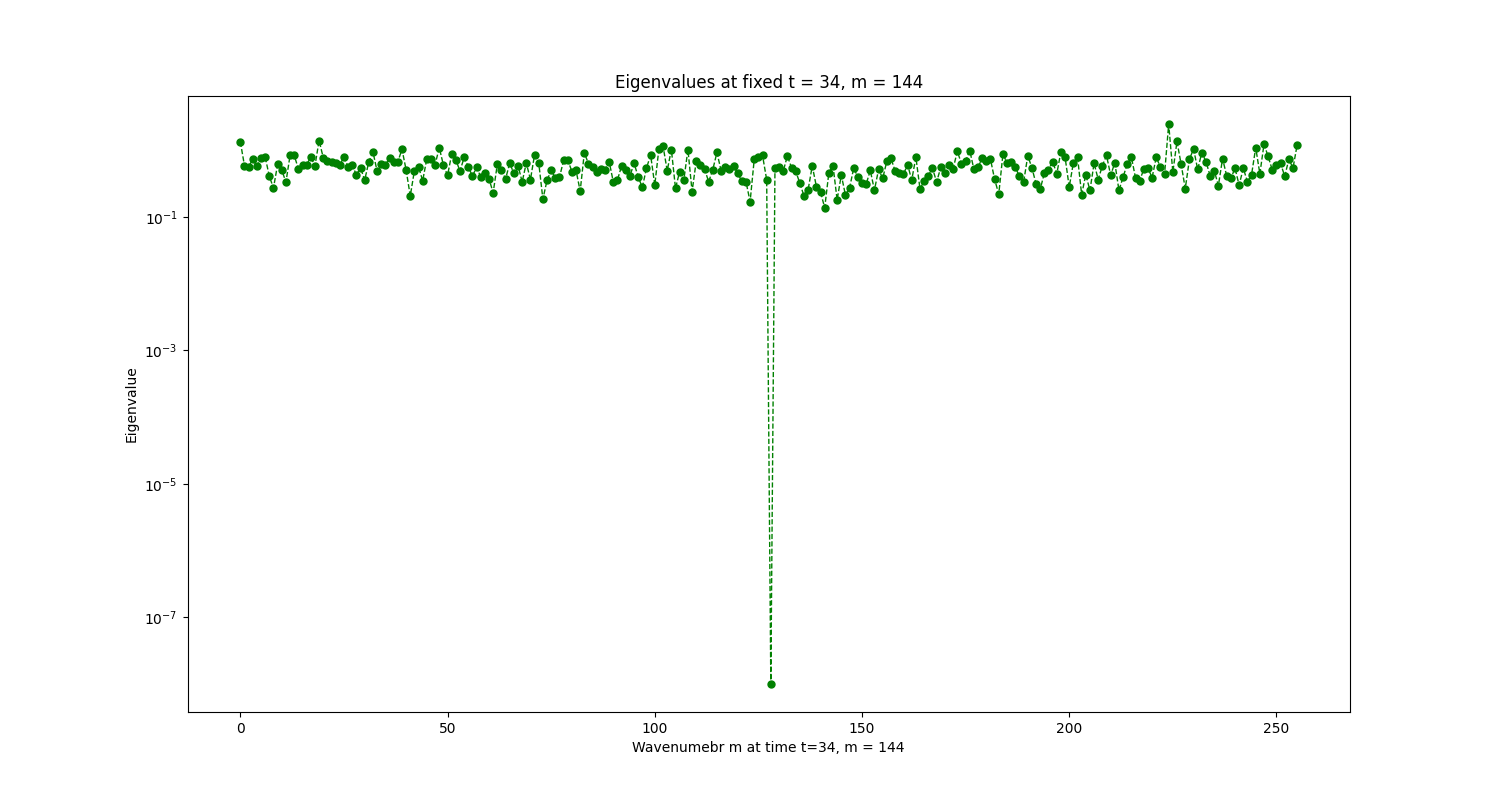 Eigenvalues at fixed t = 34, m = 144
Eigenvalue
10⁻¹
10⁻³
10⁻⁵
10⁻⁷
0 50 100 150 200 250
Wavenumebr m at time t=34, m = 144